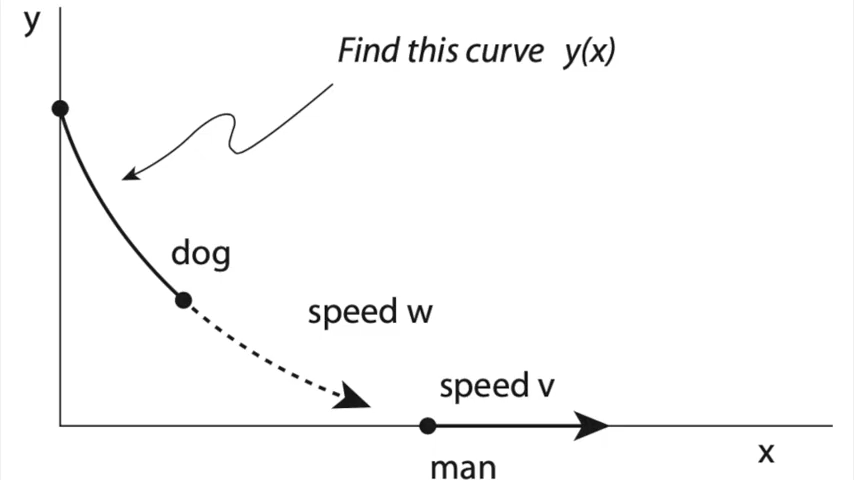 y
Find this curve y(x)
dog
speed w
speed v
x
man